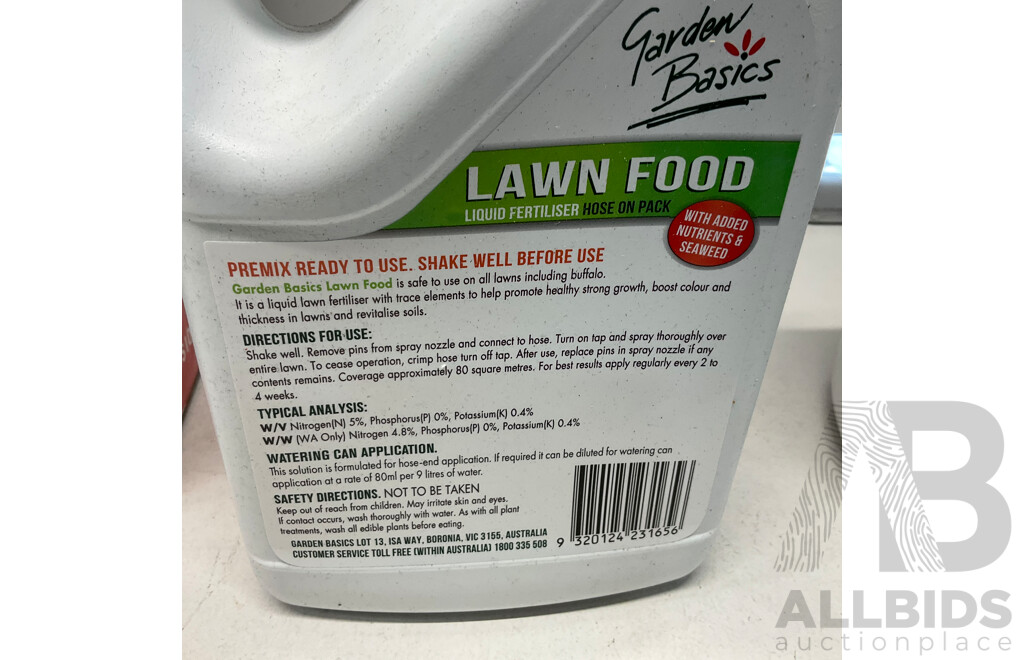 Garden
Basics
LAWN FOOD
LIQUID FERTILISER HOSE ON PACK
WITH ADDED
NUTRIENTS &
SEAWEED
PREMIX READY TO USE. SHAKE WELL BEFORE USE
Garden Basics Lawn Food is safe to use on all lawns including buffalo.
It is a liquid lawn fertiliser with trace elements to help promote healthy strong growth, boost colour and
thickness in lawns and revitalise soils.
DIRECTIONS FOR USE:
Shake well. Remove pins from spray nozzle and connect to hose. Turn on tap and spray thoroughly over
entire lawn. To cease operation, crimp hose turn off tap. After use, replace pins in spray nozzle if any
contents remains. Coverage approximately 80 square metres. For best results apply regularly every 2 to
4 weeks.
TYPICAL ANALYSIS:
W/V Nitrogen(N) 5%, Phosphorus(P) 0%, Potassium(K) 0.4%
W/W (WA Only) Nitrogen 4.8%, Phosphorus(P) 0%, Potassium(K) 0.4%
WATERING CAN APPLICATION.
This solution is formulated for hose-end application. If required it can be diluted for watering can
application at a rate of 80ml per 9 litres of water.
SAFETY DIRECTIONS. NOT TO BE TAKEN
Keep out of reach from children. May irritate skin and eyes.
If contact occurs, wash thoroughly with water. As with all plant
treatments, wash all edible plants before eating.
GARDEN BASICS LOT 13, ISA WAY, BORONIA, VIC 3155, AUSTRALIA
CUSTOMER SERVICE TOLL FREE (WITHIN AUSTRALIA) 1800 335 508
9 320124 231656
AB
ALLBIDS
auctionplace